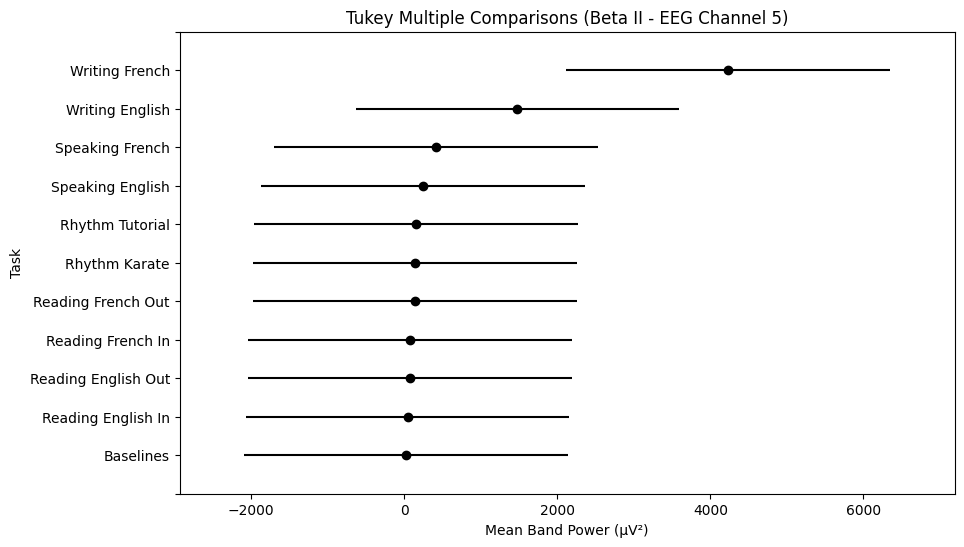 Tukey Multiple Comparisons (Beta II - EEG Channel 5)
Task
Writing French
Writing English
Speaking French
Speaking English
Rhythm Tutorial
Rhythm Karate
Reading French Out
Reading French In
Reading English Out
Reading English In
Baselines
−2000 0 2000 4000 6000
Mean Band Power (μV²)